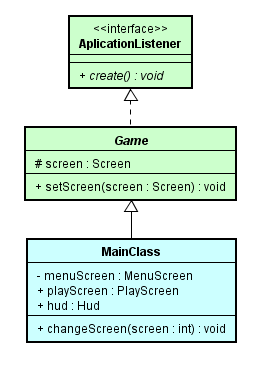 <<interface>>
AplicationListener
+ create() : void
Game
# screen : Screen
+ setScreen(screen : Screen) : void
MainClass
- menuScreen : MenuScreen
+ playScreen : PlayScreen
+ hud : Hud
+ changeScreen(screen : int) : void